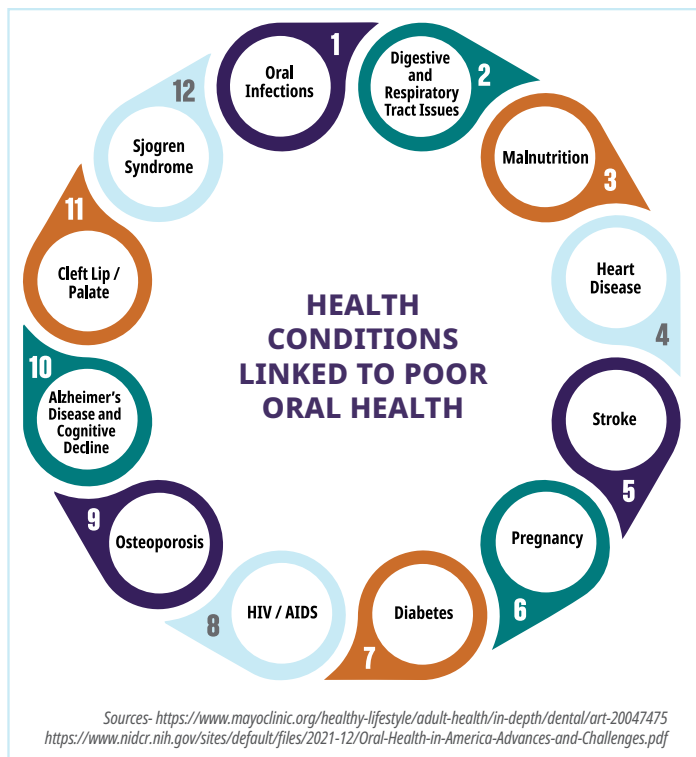 1
Oral
Infections
2
Digestive
and
Respiratory
Tract Issues
3
Malnutrition
4
Heart
Disease
5
Stroke
6
Pregnancy
7
Diabetes
8
HIV / AIDS
9
Osteoporosis
10
Alzheimer's
Disease and
Cognitive
Decline
11
Cleft Lip /
Palate
12
Sjogren
Syndrome
HEALTH
CONDITIONS
LINKED TO POOR
ORAL HEALTH
Sources- https://www.mayoclinic.org/healthy-lifestyle/adult-health/in-depth/dental/art-20047475
https://www.nidcr.nih.gov/sites/default/files/2021-12/Oral-Health-in-America-Advances-and-Challenges.pdf